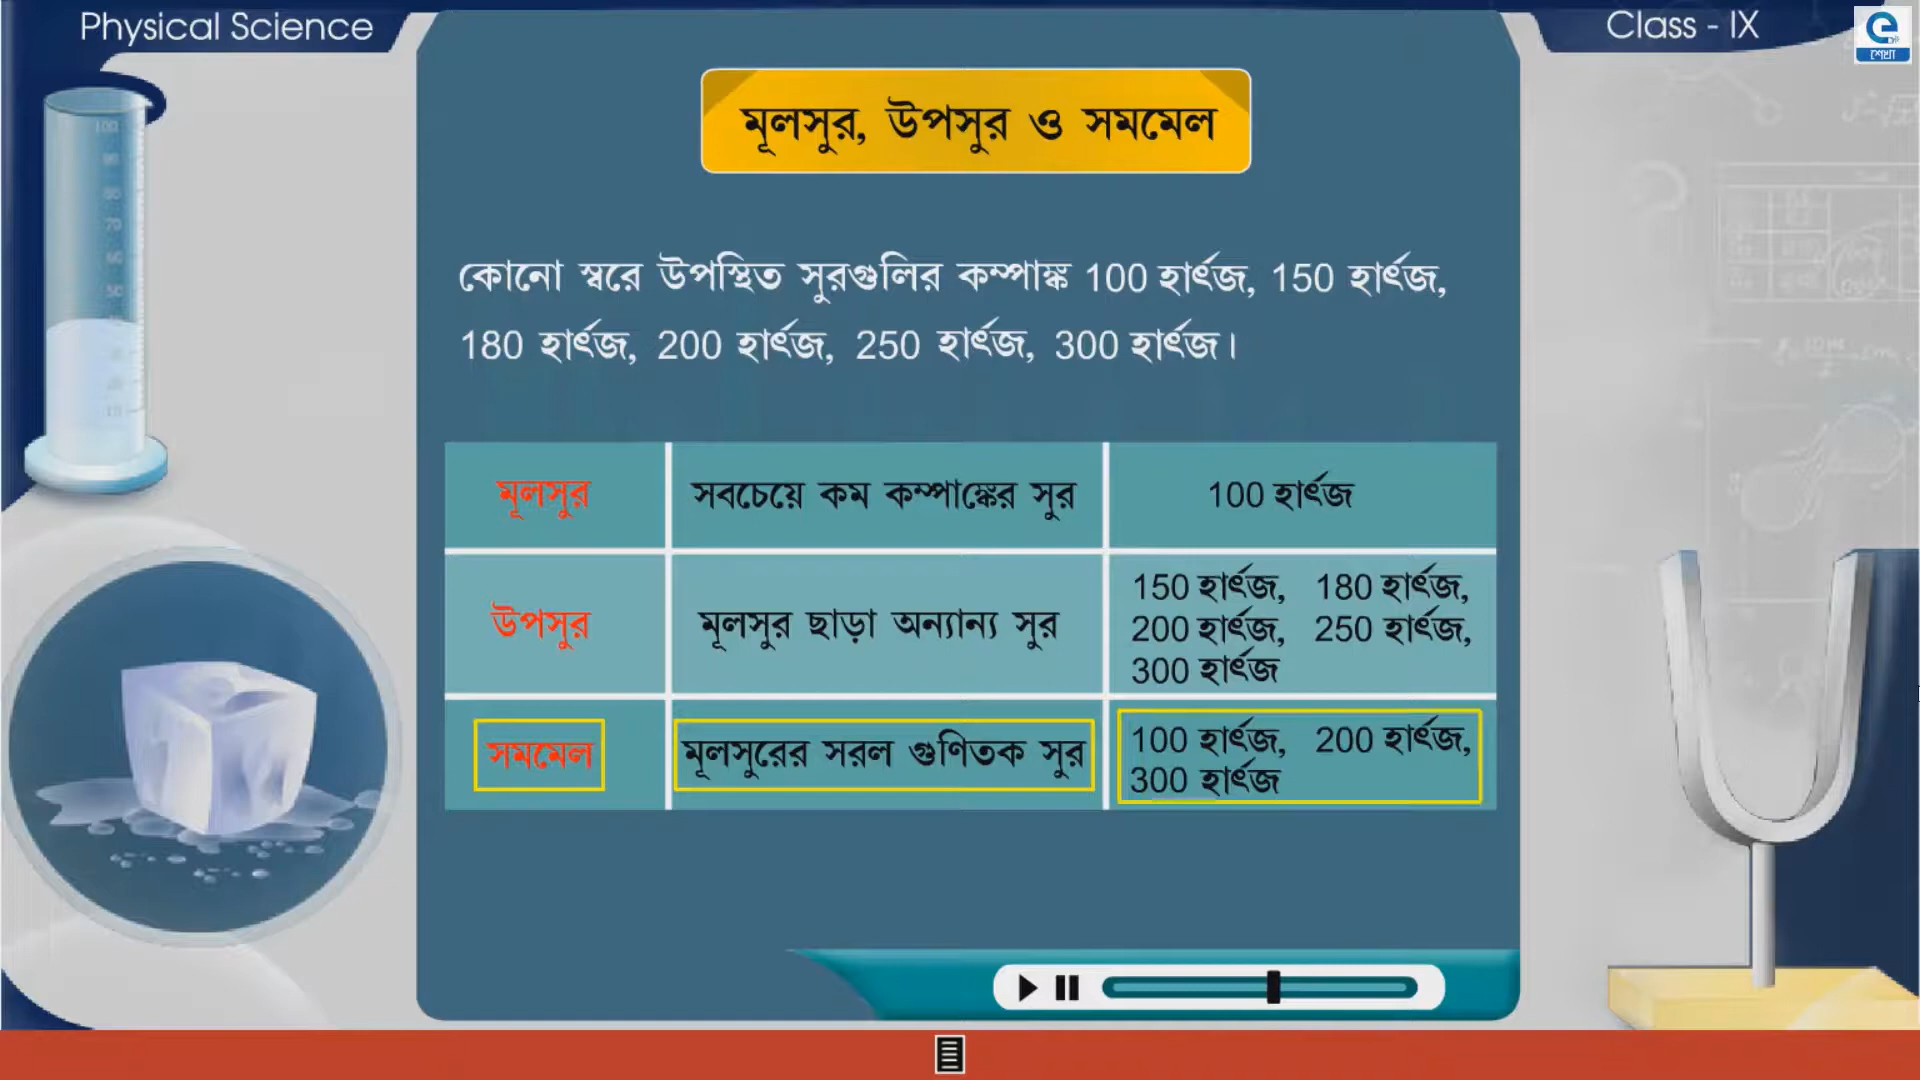 Physical Science
Class - IX
শেখা
মূলসুর, উপসুর ও সমমেল
কোনো স্বরে উপস্থিত সুরগুলির কম্পাঙ্ক 100 হার্ৎজ, 150 হার্ৎজ,
180 হার্ৎজ, 200 হার্ৎজ, 250 হার্ৎজ, 300 হার্ৎজ।
মূলসুর সবচেয়ে কম কম্পাঙ্কের সুর 100 হার্ৎজ
উপসুর মূলসুর ছাড়া অন্যান্য সুর
150 হার্ৎজ, 180 হার্ৎজ,
200 হার্ৎজ, 250 হার্ৎজ,
300 হার্ৎজ
সমমেল মূলসুরের সরল গুণিতক সুর
100 হার্ৎজ, 200 হার্ৎজ,
300 হার্ৎজ